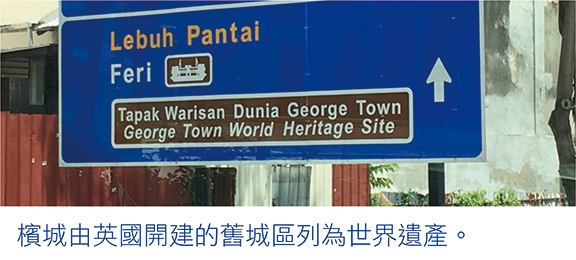 Lebuh Pantai
Feri
Tapak Warisan Dunia George Town
George Town World Heritage Site
檳城由英國開建的舊城區列為世界遺產。